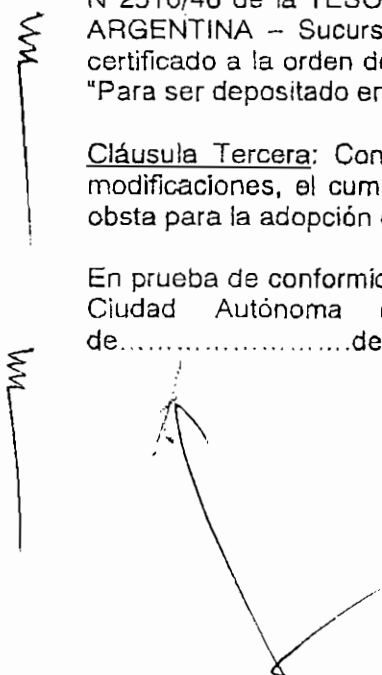 N 2510/46 de la TESO
ARGENTINA – Sucurs
certificado a la orden de
"Para ser depositado en
Cláusula Tercera: Con
modificaciones, el cum
obsta para la adopción
En prueba de conformid
Ciudad Autónoma
de........................de